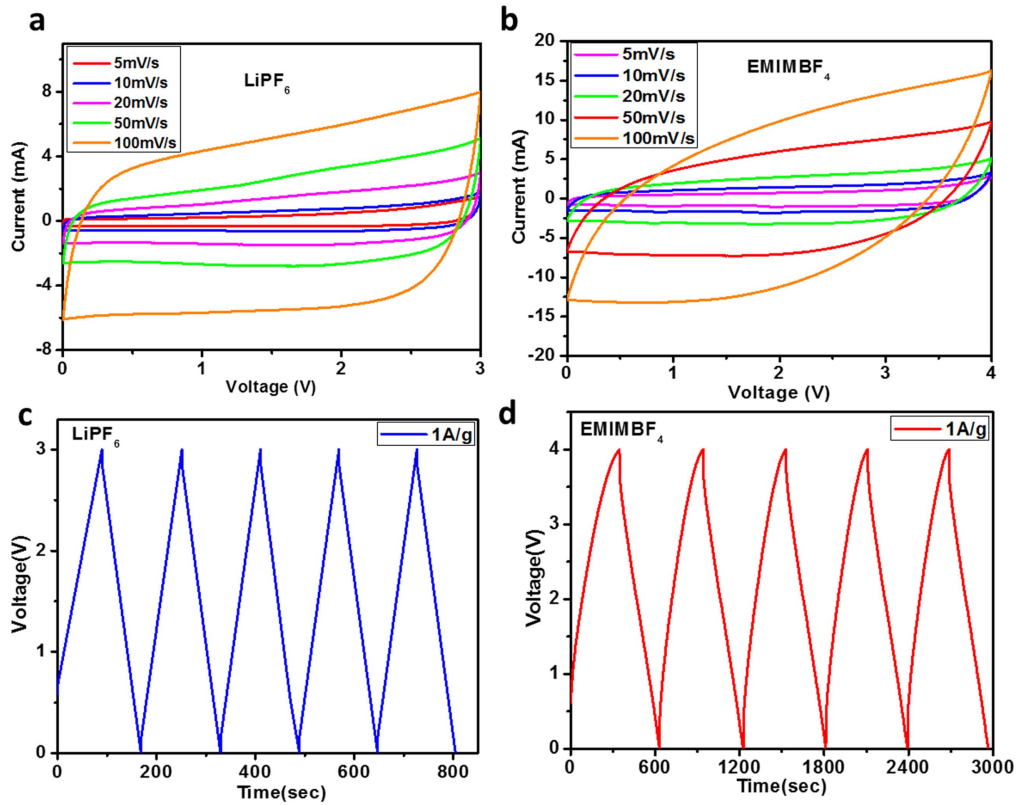 a
5mV/s
10mV/s
20mV/s
50mV/s
100mV/s
LiPF6
8
4
0
-4
-8
Current (mA)
0
1
2
3
Voltage (V)
b
5mV/s
10mV/s
20mV/s
50mV/s
100mV/s
EMIMBF4
20
15
10
5
0
-5
-10
-15
-20
Current (mA)
0
1
2
3
4
Voltage (V)
c
LiPF6
1A/g
3
2
1
0
Voltage(V)
0
200
400
600
800
Time(sec)
d
EMIMBF4
1A/g
4
3
2
4
0
Voltage(V)
0
600
1200
1800
2400
3000
Time(sec)